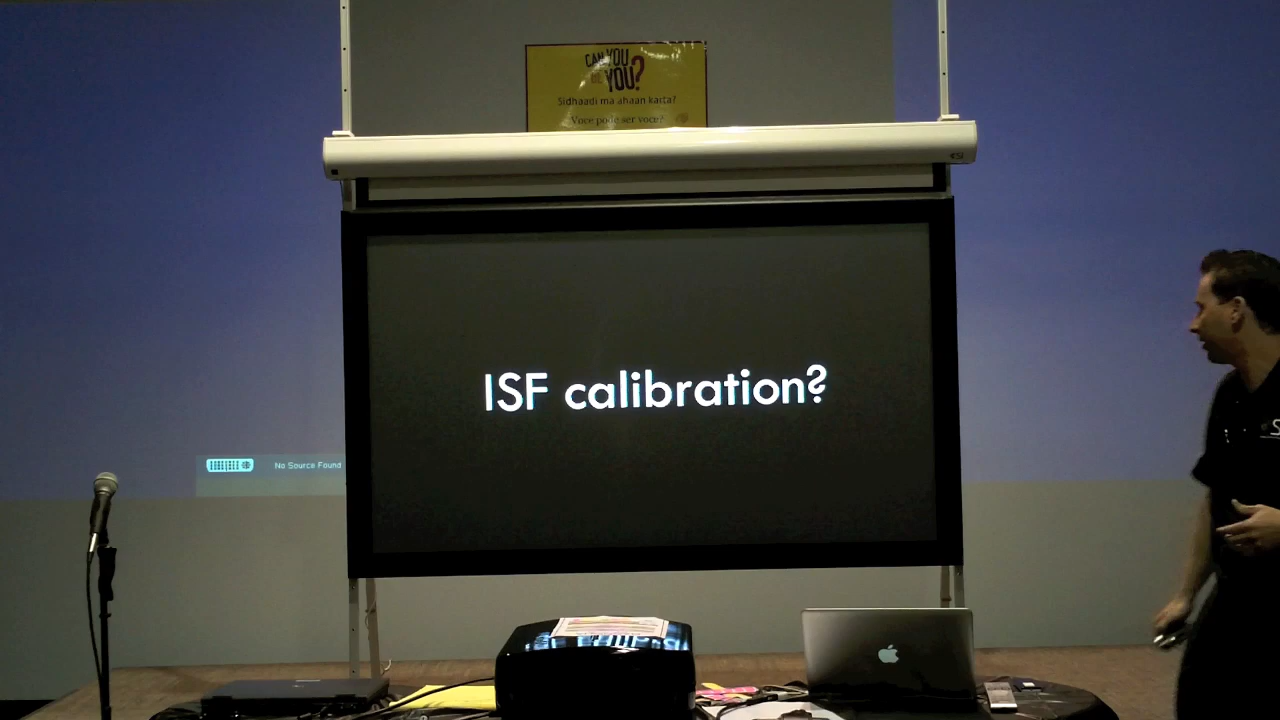 CAN YOU
BE YOU?
Sidhaadi ma ahaan karta?
Voce pode ser voce?
ISF calibration?
No Source Found